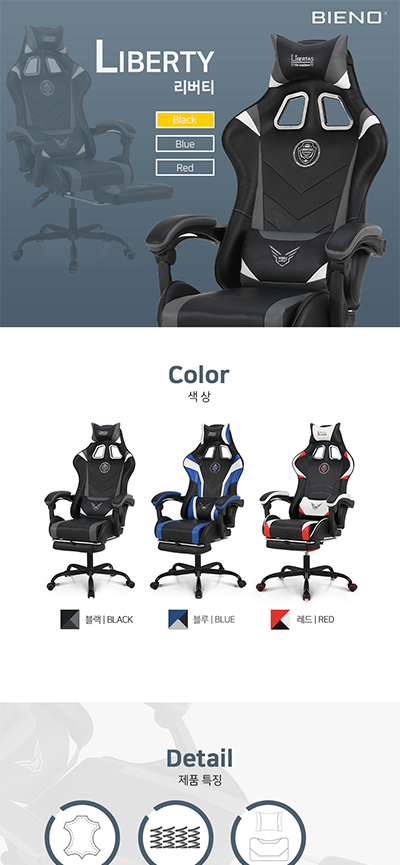 BIENO®
LIBERTY
리버티
Black
Blue
Red
LIBERTAS
Color
색 상
블랙 | BLACK
블루 | BLUE
레드 | RED
Detail
제품 특징